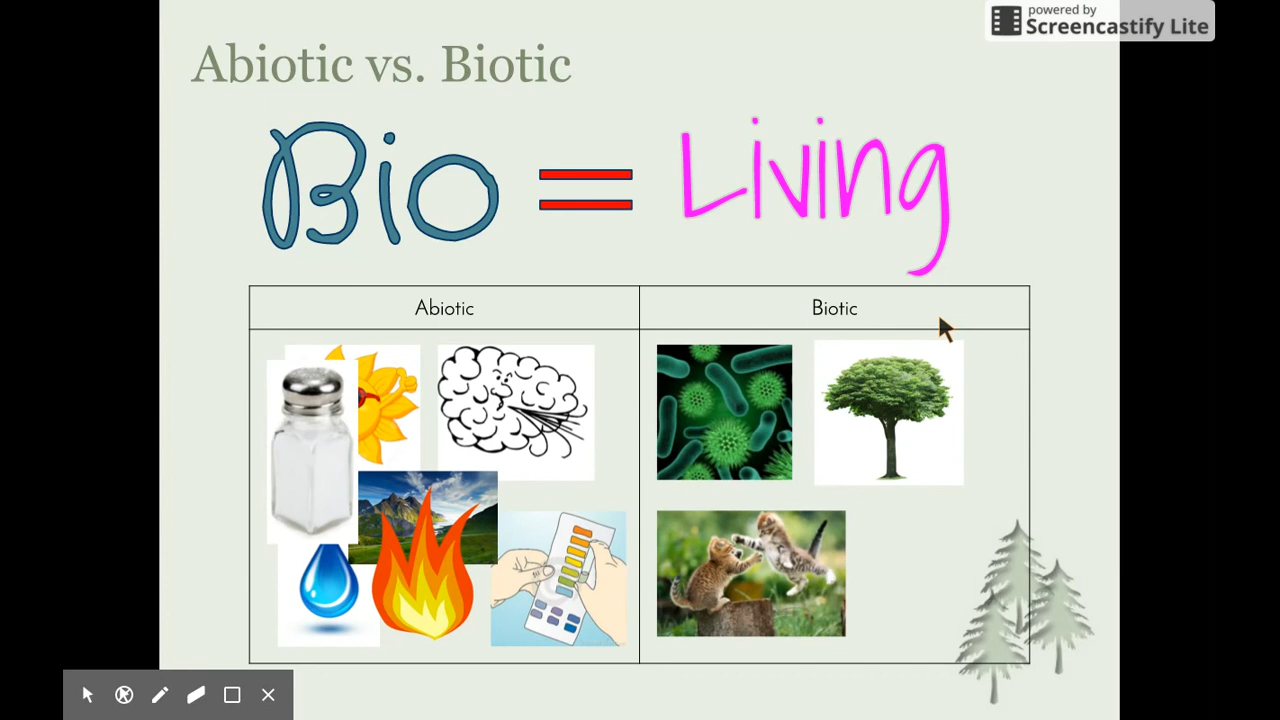 powered by
Screencastify Lite
Abiotic vs. Biotic
Bio = Living
Abiotic
Biotic